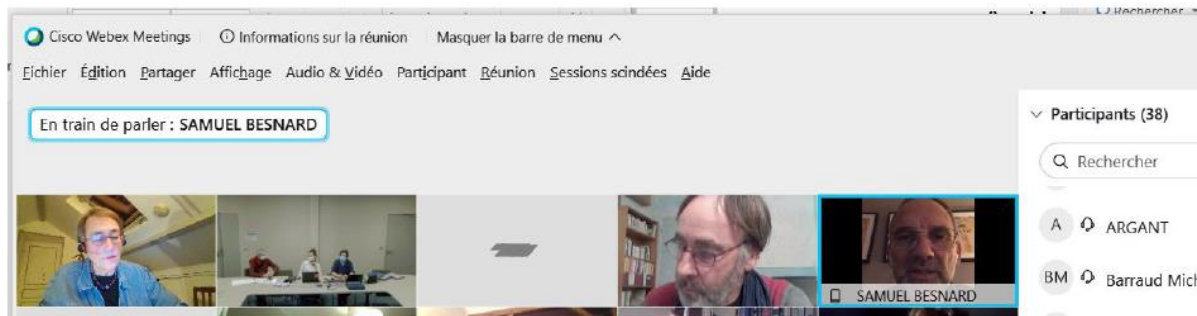 Cisco Webex Meetings Informations sur la réunion Masquer la barre de menu
Rechercher
Fichier Édition Partager Affichage Audio & Vidéo Participant Réunion Sessions scindées Aide
En train de parler : SAMUEL BESNARD
Participants (38)
Rechercher
A ARGANT
BM Barraud Mich
SAMUEL BESNARD